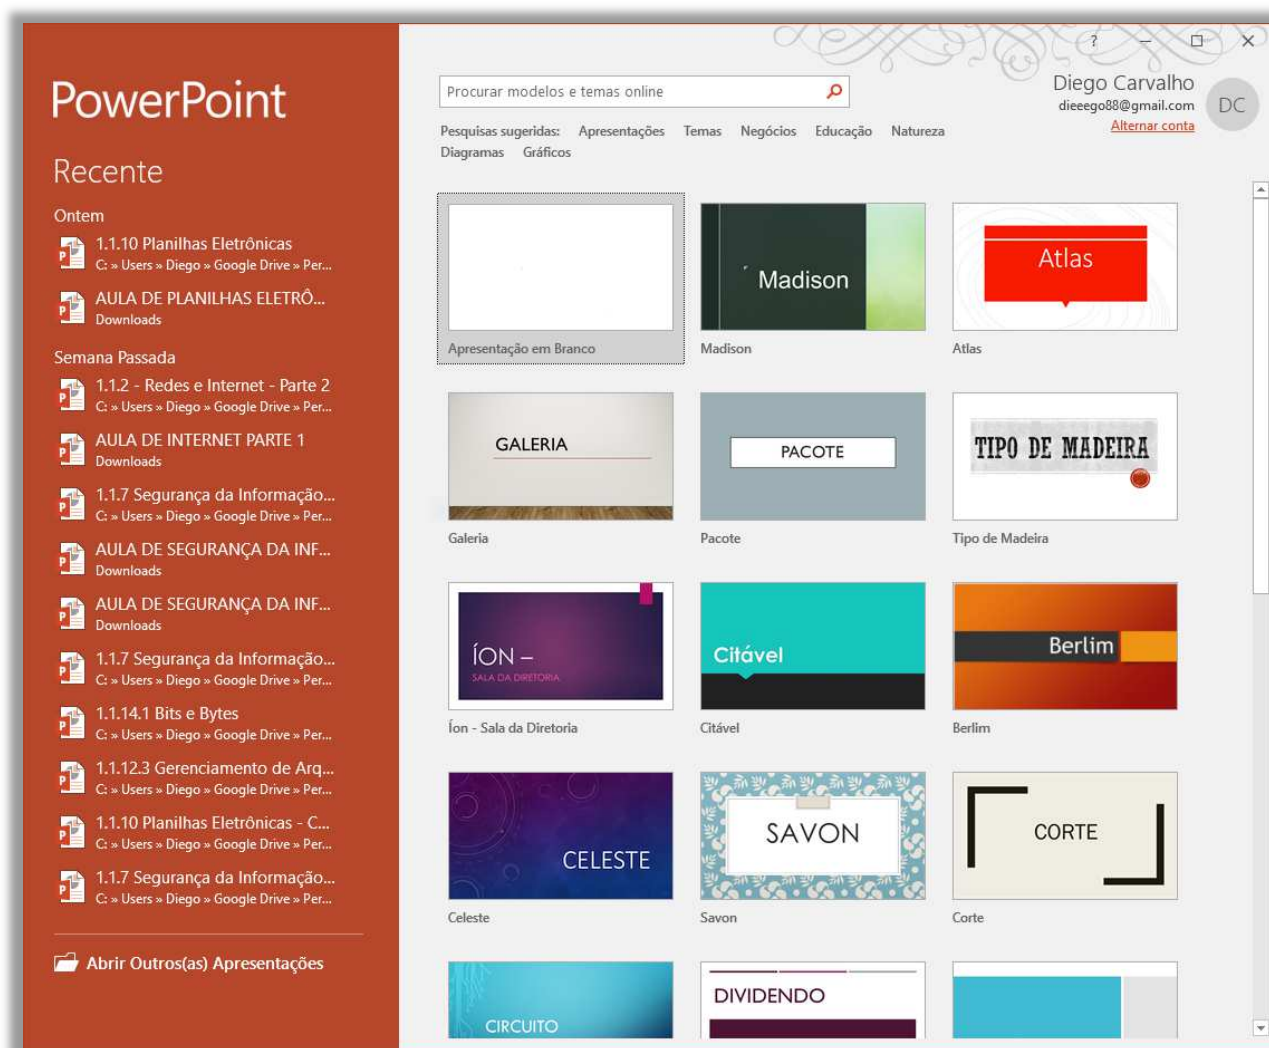 PowerPoint
Recente
Ontem
1.1.10 Planilhas Eletrônicas
C: » Users » Diego » Google Drive » Per...
AULA DE PLANILHAS ELETRÔ...
Downloads
Semana Passada
1.1.2 - Redes e Internet - Parte 2
C: » Users » Diego » Google Drive » Per...
AULA DE INTERNET PARTE 1
Downloads
1.1.7 Segurança da Informação...
C: » Users » Diego » Google Drive » Per...
AULA DE SEGURANÇA DA INF...
Downloads
AULA DE SEGURANÇA DA INF...
Downloads
1.1.7 Segurança da Informação...
C: » Users » Diego » Google Drive » Per...
1.1.14.1 Bits e Bytes
C: » Users » Diego » Google Drive » Per...
1.1.12.3 Gerenciamento de Arq...
C: » Users » Diego » Google Drive » Per...
1.1.10 Planilhas Eletrônicas - C...
C: » Users » Diego » Google Drive » Per...
1.1.7 Segurança da Informação...
C: » Users » Diego » Google Drive » Per...
Abrir Outros(as) Apresentações
?
Procurar modelos e temas online
Diego Carvalho
dieeego88@gmail.com
DC
Alternar conta
Pesquisas sugeridas: Apresentações Temas Negócios Educação Natureza
Diagramas Gráficos
Madison
Atlas
Apresentação em Branco
Madison
Atlas
GALERIA
PACOTE
TIPO DE MADEIRA
Galeria
Pacote
Tipo de Madeira
ÍON –
SALA DA DIRETORIA
Citável
Berlim
Íon - Sala da Diretoria
Citável
Berlim
CELESTE
SAVON
CORTE
Celeste
Savon
Corte
CIRCUITO
DIVIDENDO